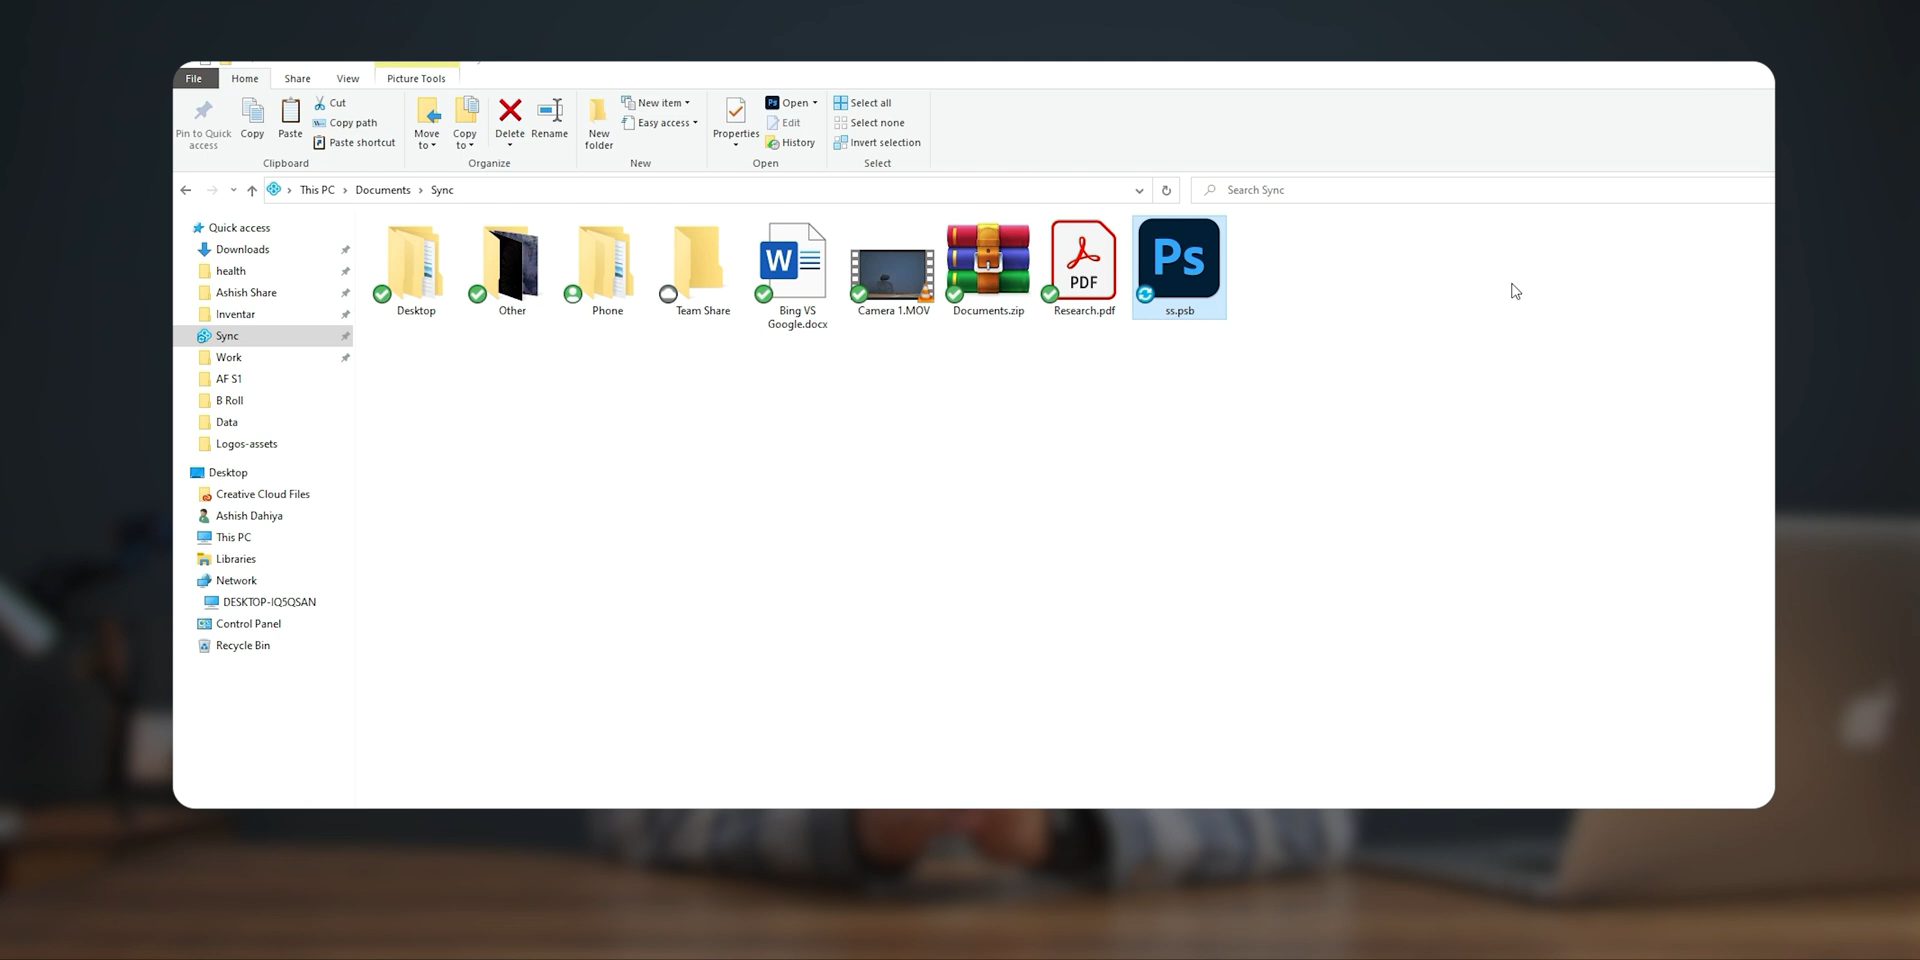 File Home Share View Picture Tools
Pin to Quick access
Copy
Paste
Cut
Copy path
Paste shortcut
Clipboard
Move to
Copy to
Delete
Rename
Organize
New folder
New item
Easy access
New
Properties
Open
Edit
History
Open
Select all
Select none
Invert selection
Select
This PC Documents Sync
Search Sync
Quick access
Downloads
health
Ashish Share
Inventar
Sync
Work
AF S1
B Roll
Data
Logos-assets
Desktop
Creative Cloud Files
Ashish Dahiya
This PC
Libraries
Network
DESKTOP-IQ5QSAN
Control Panel
Recycle Bin
Desktop
Other
Phone
Team Share
W
Bing VS
Google.docx
Camera 1.MOV
Documents.zip
PDF
Research.pdf
Ps
ss.psb